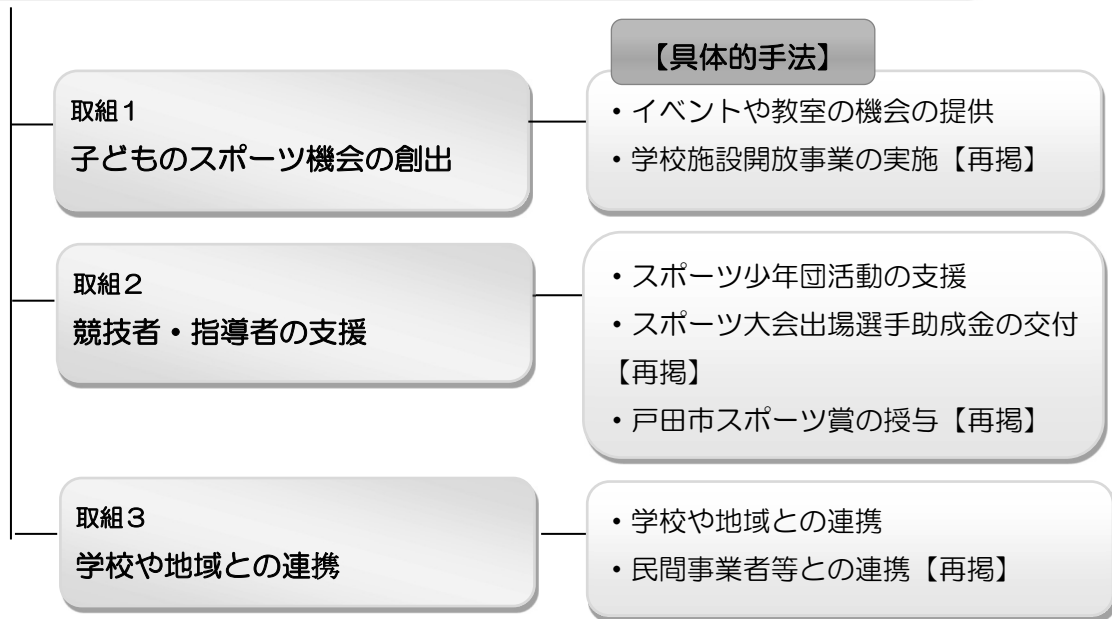 【具体的手法】
取組1
子どものスポーツ機会の創出
・イベントや教室の機会の提供
・学校施設開放事業の実施【再掲】
取組2
競技者・指導者の支援
・スポーツ少年団活動の支援
・スポーツ大会出場選手助成金の交付
【再掲】
・戸田市スポーツ賞の授与【再掲】
取組3
学校や地域との連携
・学校や地域との連携
・民間事業者等との連携【再掲】